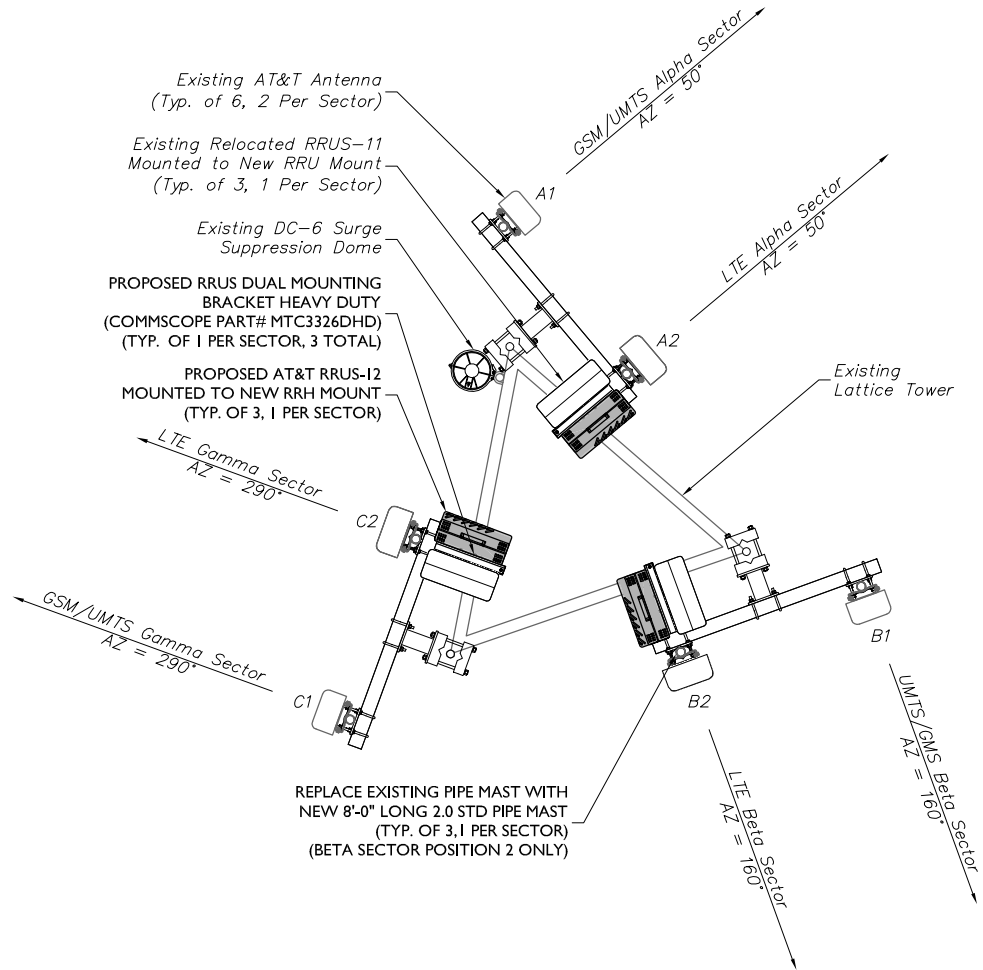 GSM/UMTS Alpha Sector
AZ = 50°
Existing AT&T Antenna
(Typ. of 6, 2 Per Sector)
Existing Relocated RRUS-11
Mounted to New RRU Mount
(Typ. of 3, 1 Per Sector)
A1
LTE Alpha Sector
AZ = 50°
Existing DC-6 Surge
Suppression Dome
PROPOSED RRUS DUAL MOUNTING
BRACKET HEAVY DUTY
(COMMSCOPE PART# MTC3326DHD)
(TYP. OF 1 PER SECTOR, 3 TOTAL)
A2
PROPOSED AT&T RRUS-12
MOUNTED TO NEW RRH MOUNT
(TYP. OF 3, 1 PER SECTOR)
Existing
Lattice Tower
LTE Gamma Sector
AZ = 290°
C2
GSM/UMTS Gamma Sector
AZ = 290°
C1
B1
B2
REPLACE EXISTING PIPE MAST WITH
NEW 8'-0" LONG 2.0 STD PIPE MAST
(TYP. OF 3,1 PER SECTOR)
(BETA SECTOR POSITION 2 ONLY)
LTE Beta Sector
AZ = 160°
UMTS/GMS Beta Sector
AZ = 160°